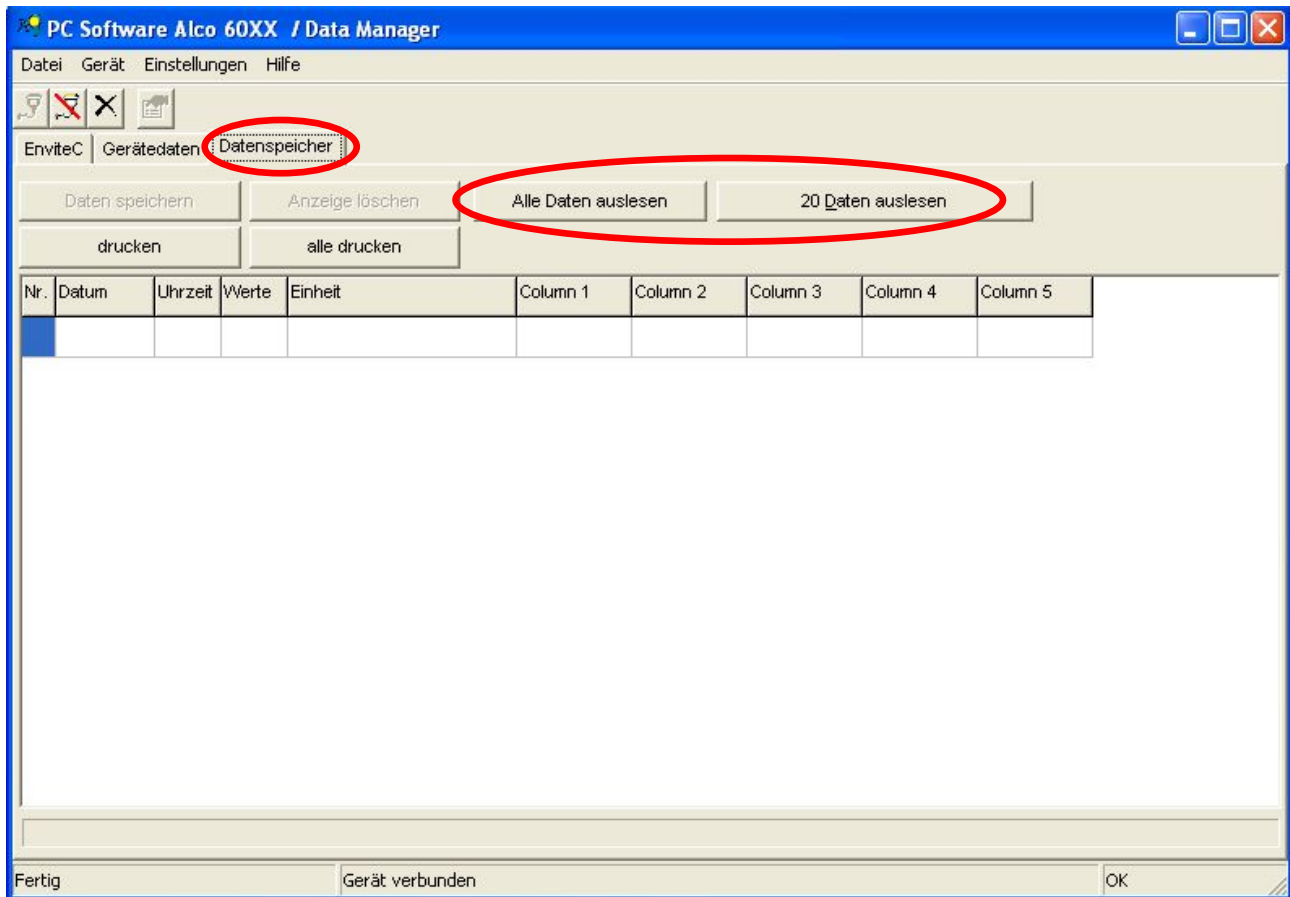 PC Software Alco 60XX / Data Manager
Datei Gerät Einstellungen Hilfe
EnviteC Gerätedaten Datenspeicher
Daten speichern Anzeige löschen Alle Daten auslesen 20 Daten auslesen
drucken alle drucken
Nr. Datum Uhrzeit Werte Einheit Column 1 Column 2 Column 3 Column 4 Column 5
Fertig Gerät verbunden OK